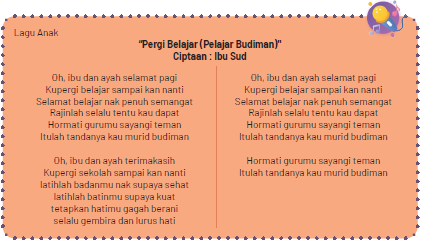 Lagu Anak
"Pergi Belajar (Pelajar Budiman)"
Ciptaan : Ibu Sud
Oh, ibu dan ayah selamat pagi
Kupergi belajar sampai kan nanti
Selamat belajar nak penuh semangat
Rajinlah selalu tentu kau dapat
Hormati gurumu sayangi teman
Itulah tandanya kau murid budiman
Oh, ibu dan ayah terimakasih
Kupergi sekolah sampai kan nanti
latihlah badanmu nak supaya sehat
latihlah batinmu supaya kuat
tetapkan hatimu gagah berani
selalu gembira dan lurus hati
Oh, ibu dan ayah selamat pagi
Kupergi belajar sampai kan nanti
Selamat belajar nak penuh semangat
Rajinlah selalu tentu kau dapat
Hormati gurumu sayangi teman
Itulah tandanya kau murid budiman
Hormati gurumu sayangi teman
Itulah tandanya kau murid budiman